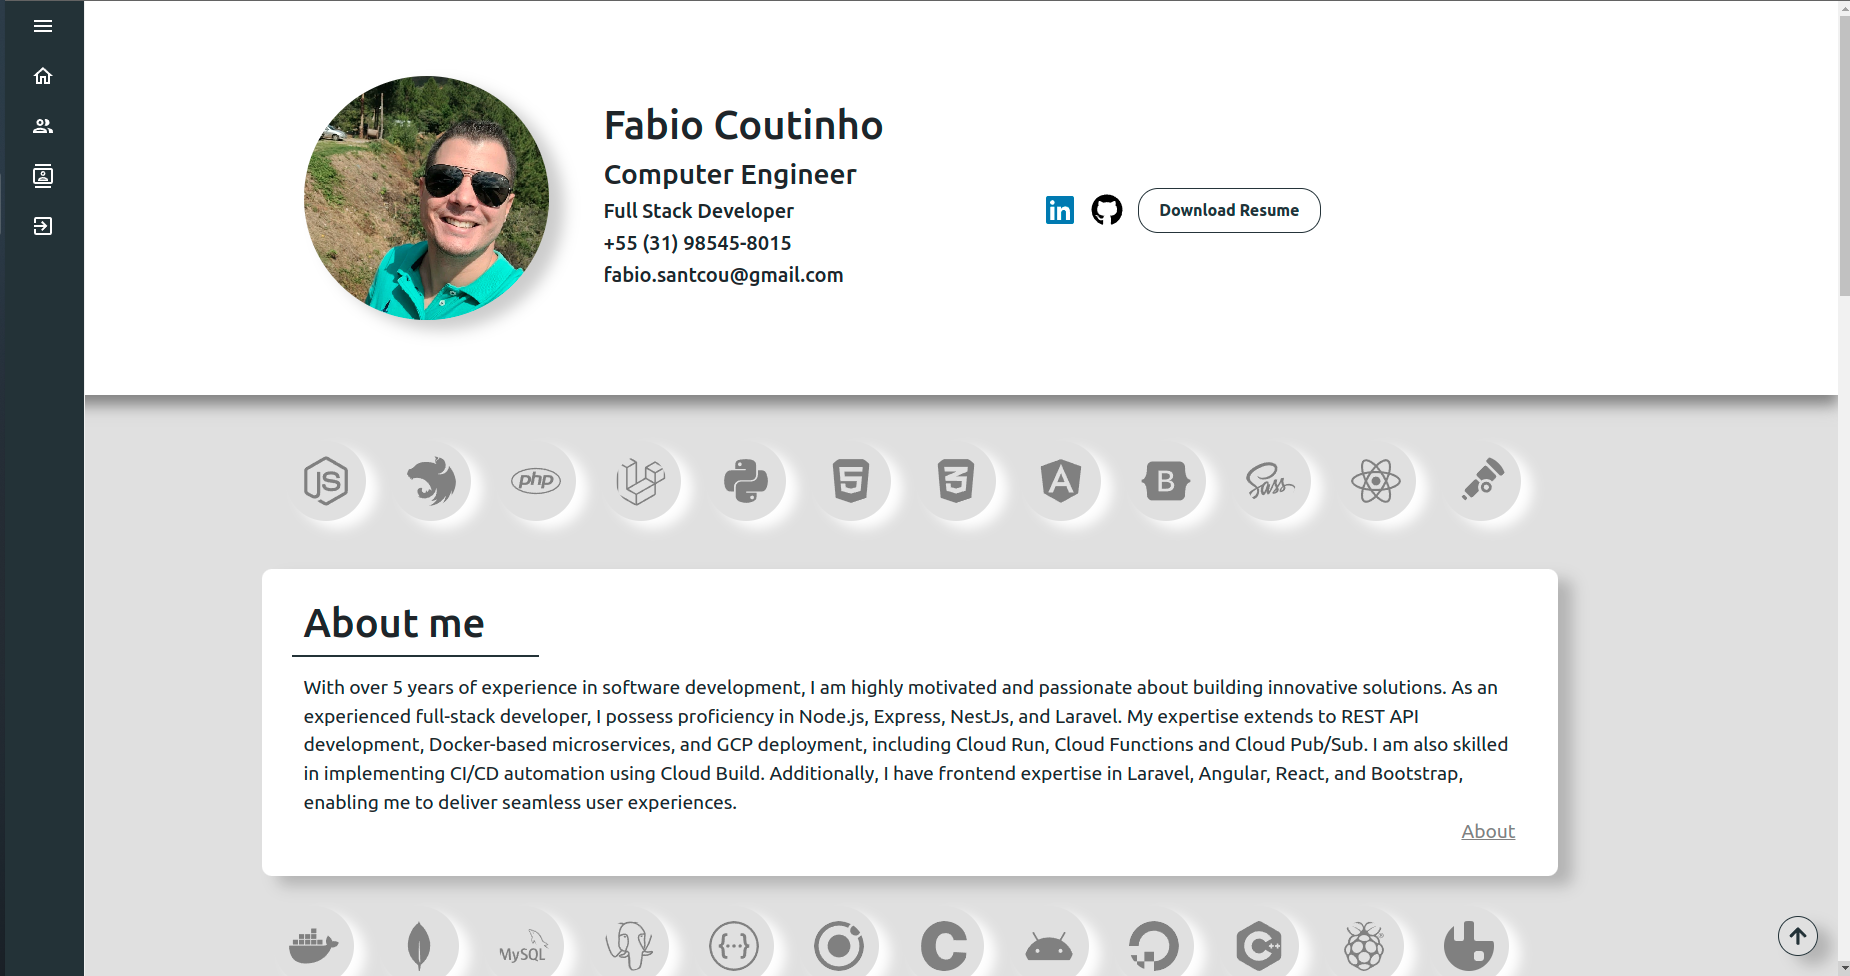 Fabio Coutinho
Computer Engineer
Full Stack Developer
+55 (31) 98545-8015
fabio.santcou@gmail.com
Download Resume
JS
php
B
Sass
About me
With over 5 years of experience in software development, I am highly motivated and passionate about building innovative solutions. As an
experienced full-stack developer, I possess proficiency in Node.js, Express, NestJs, and Laravel. My expertise extends to REST API
development, Docker-based microservices, and GCP deployment, including Cloud Run, Cloud Functions and Cloud Pub/Sub. I am also skilled
in implementing CI/CD automation using Cloud Build. Additionally, I have frontend expertise in Laravel, Angular, React, and Bootstrap,
enabling me to deliver seamless user experiences.
About
MySQL
{...}
C
C++